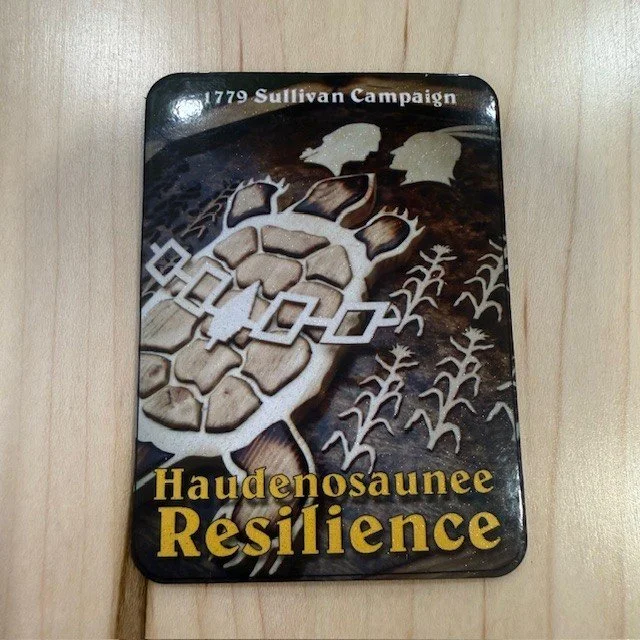 1779 Sullivan Campaign
Haudenosaunee
Resilience